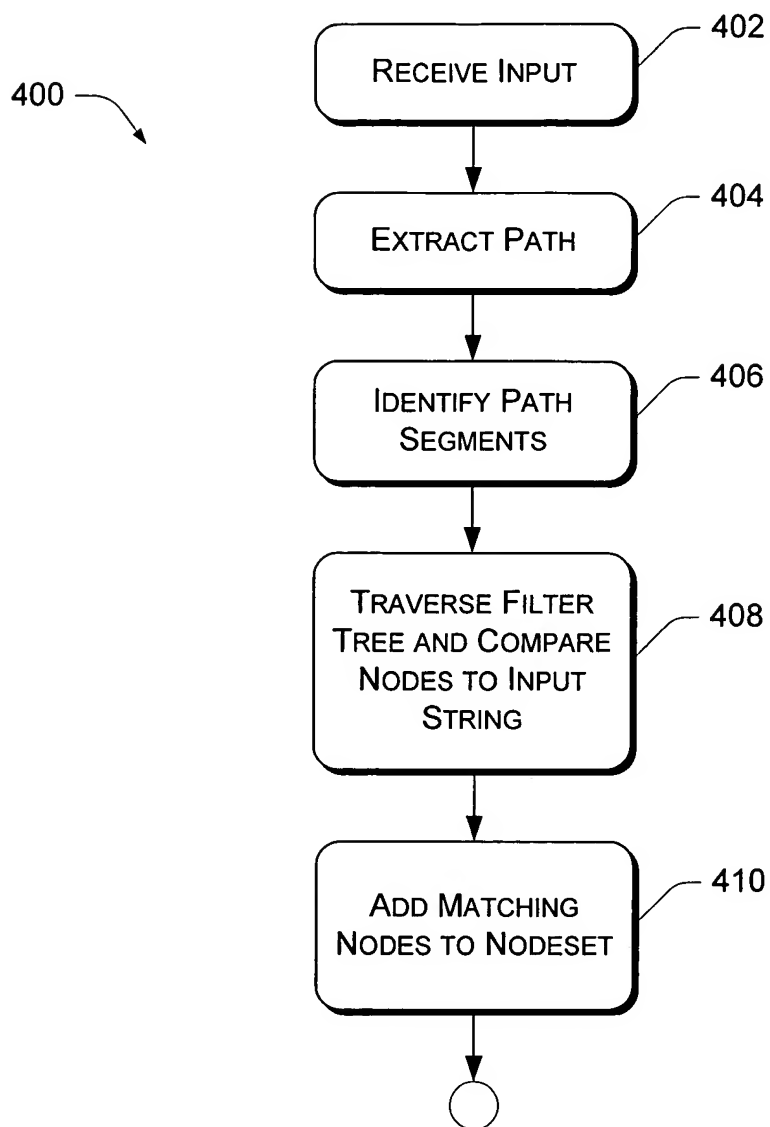 402
RECEIVE INPUT
400
404
EXTRACT PATH
406
IDENTIFY PATH
SEGMENTS
TRAVERSE FILTER
TREE AND COMPARE
NODES TO INPUT
STRING
408
410
ADD MATCHING
NODES TO NODESET